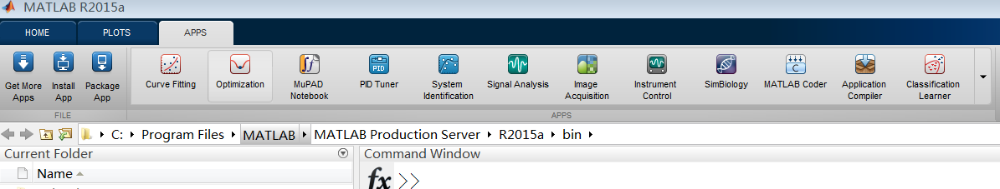 MATLAB R2015a
HOME PLOTS APPS
Get More Apps
Install App
Package App
Curve Fitting
Optimization
MuPAD Notebook
PID Tuner
System Identification
Signal Analysis
Image Acquisition
Instrument Control
SimBiology
MATLAB Coder
Application Compiler
Classification Learner
FILE APPS
C: Program Files MATLAB MATLAB Production Server R2015a bin
Current Folder
Command Window
Name
fx >>